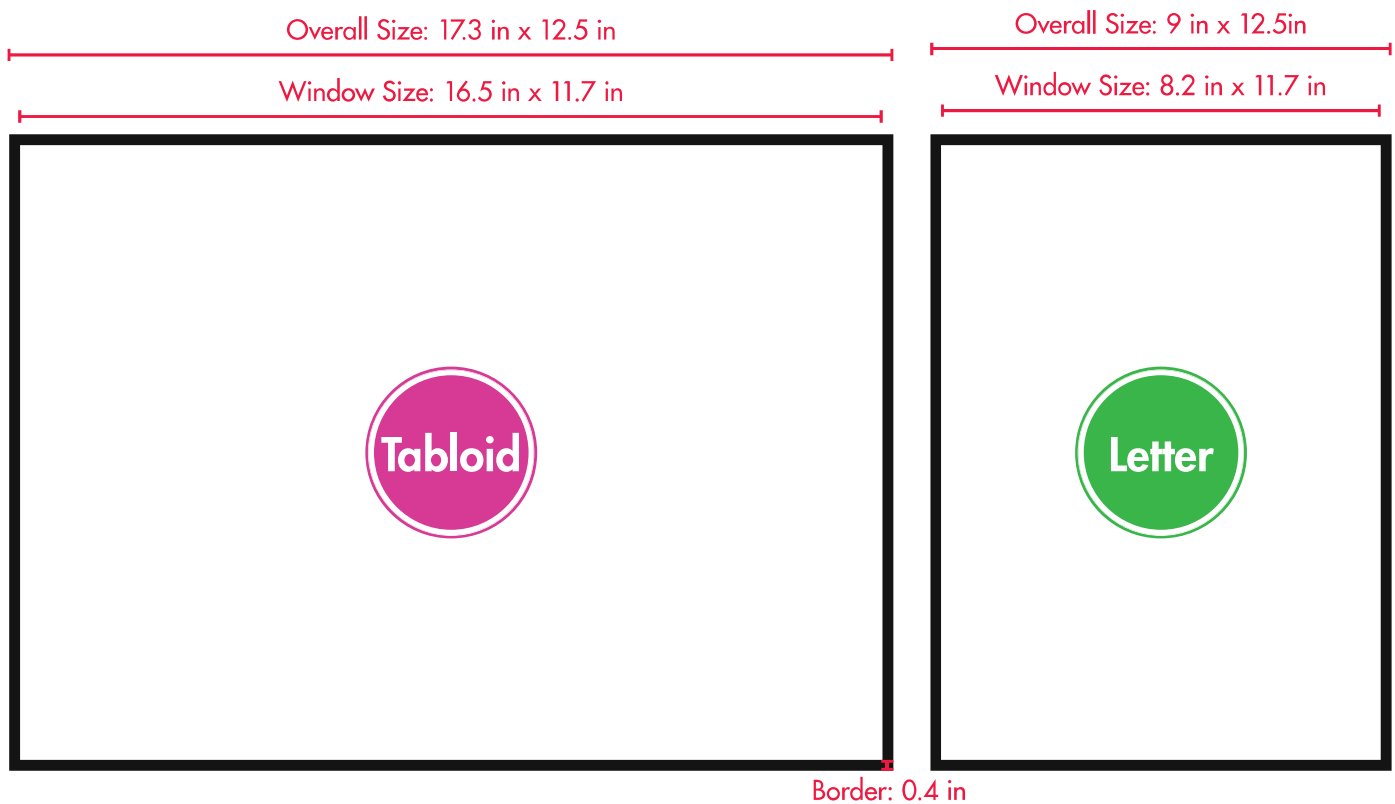 Overall Size: 17.3 in x 12.5 in
Window Size: 16.5 in x 11.7 in
Tabloid
Overall Size: 9 in x 12.5in
Window Size: 8.2 in x 11.7 in
Letter
Border: 0.4 in